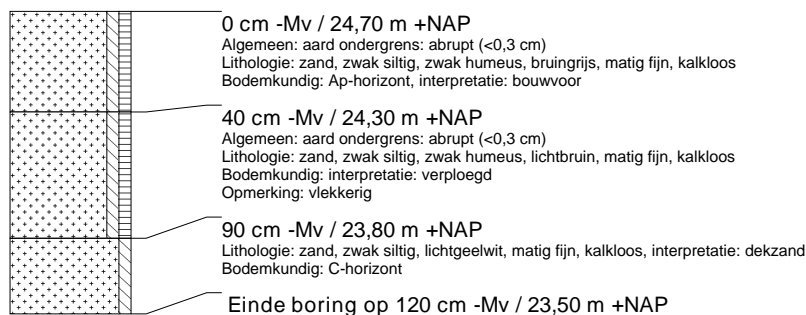 0 cm -Mv / 24,70 m +NAP
Algemeen: aard ondergrens: abrupt (<0,3 cm)
Lithologie: zand, zwak siltig, zwak humeus, bruingrijs, matig fijn, kalkloos
Bodemkundig: Ap-horizont, interpretatie: bouwvoor
40 cm -Mv / 24,30 m +NAP
Algemeen: aard ondergrens: abrupt (<0,3 cm)
Lithologie: zand, zwak siltig, zwak humeus, lichtbruin, matig fijn, kalkloos
Bodemkundig: interpretatie: verploegd
Opmerking: vlekkerig
90 cm -Mv / 23,80 m +NAP
Lithologie: zand, zwak siltig, lichtgeelwit, matig fijn, kalkloos, interpretatie: dekzand
Bodemkundig: C-horizont
Einde boring op 120 cm -Mv / 23,50 m +NAP